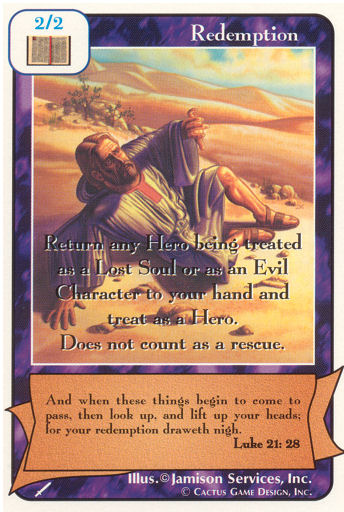 2/2
Redemption
Return any Hero being treated
as a Lost Soul or as an Evil
Character to your hand and
treat as a Hero.
Does not count as a rescue.
And when these things begin to come to
pass, then look up, and lift up your heads;
for your redemption draweth nigh.
Luke 21: 28
Illus.©Jamison Services, Inc.
© Cactus Game Design, Inc.